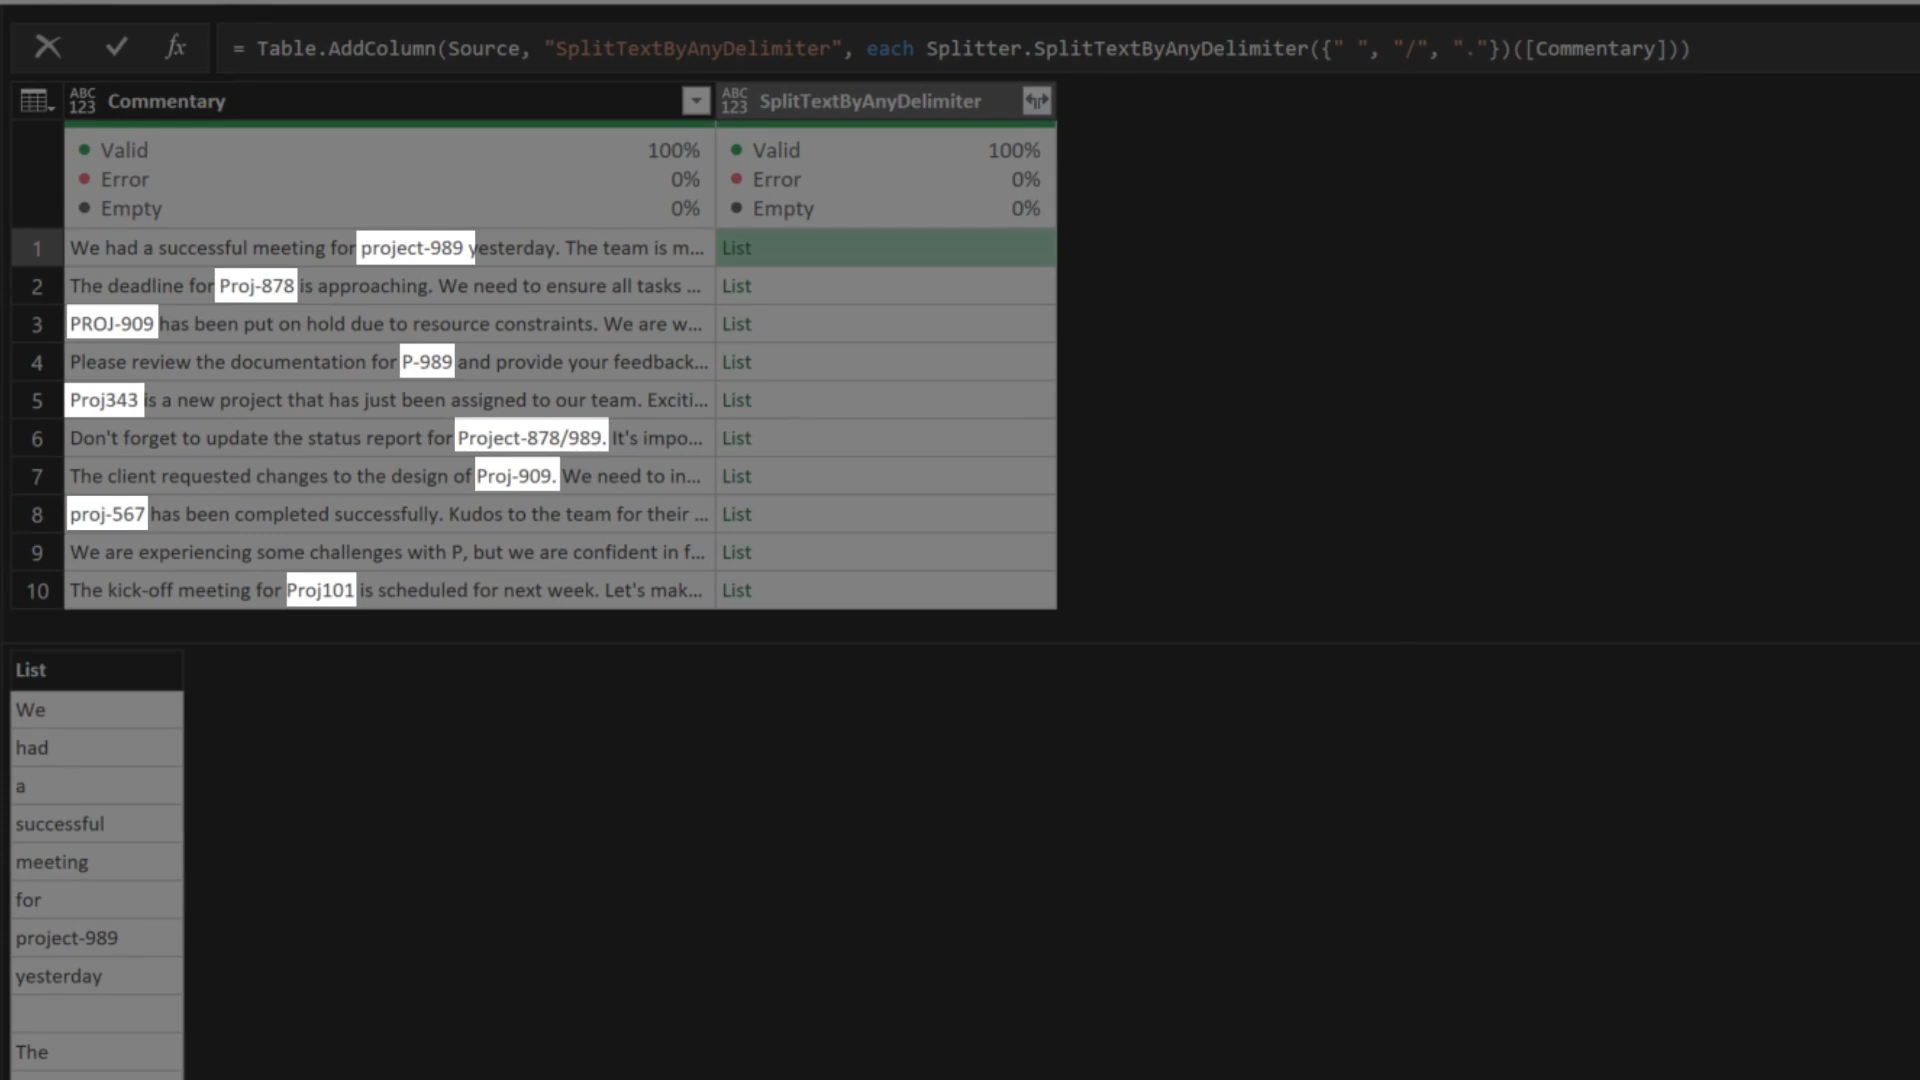 fx = Table.AddColumn(Source, "SplitTextByAnyDelimiter", each Splitter.SplitTextByAnyDelimiter({" ", "/", "."})([Commentary]))
ABC 123 Commentary ABC 123 SplitTextByAnyDelimiter
Valid 100% Valid 100%
Error 0% Error 0%
Empty 0% Empty 0%
1 We had a successful meeting for project-989 yesterday. The team is m... List
2 The deadline for Proj-878 is approaching. We need to ensure all tasks ... List
3 PROJ-909 has been put on hold due to resource constraints. We are w... List
4 Please review the documentation for P-989 and provide your feedback... List
5 Proj343 is a new project that has just been assigned to our team. Exciti... List
6 Don't forget to update the status report for Project-878/989. It's impo... List
7 The client requested changes to the design of Proj-909. We need to in... List
8 proj-567 has been completed successfully. Kudos to the team for their ... List
9 We are experiencing some challenges with P, but we are confident in f... List
10 The kick-off meeting for Proj101 is scheduled for next week. Let's mak... List
List
We
had
a
successful
meeting
for
project-989
yesterday
The